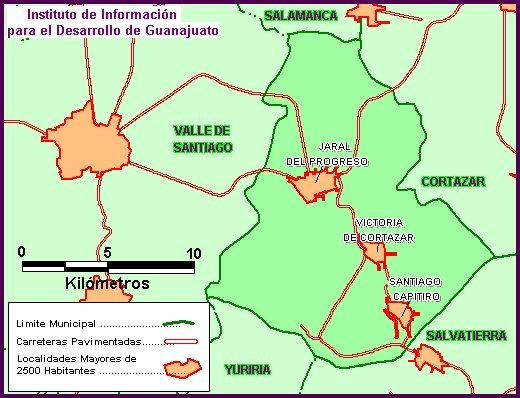 Instituto de Información
para el Desarrollo de Guanajuato
SALAMANCA
VALLE DE
SANTIAGO
JARAL
DEL PROGRESO
CORTAZAR
VICTORIA
DE CORTAZAR
SANTIAGO
CAPITIRO
SALVATIERRA
YURIRIA
0 5 10
Kilómetros
Limite Municipal
Carreteras Pavimentadas
Localidades Mayores de
2500 Habitantes